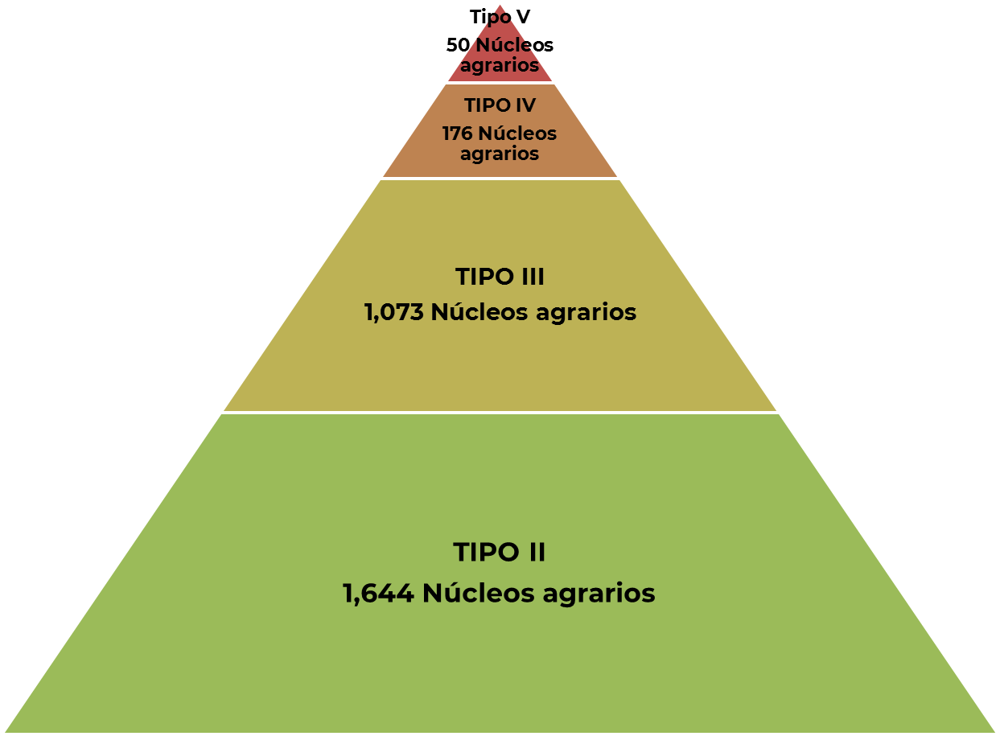 Tipo V
50 Núcleos
agrarios
TIPO IV
176 Núcleos
agrarios
TIPO III
1,073 Núcleos agrarios
TIPO II
1,644 Núcleos agrarios